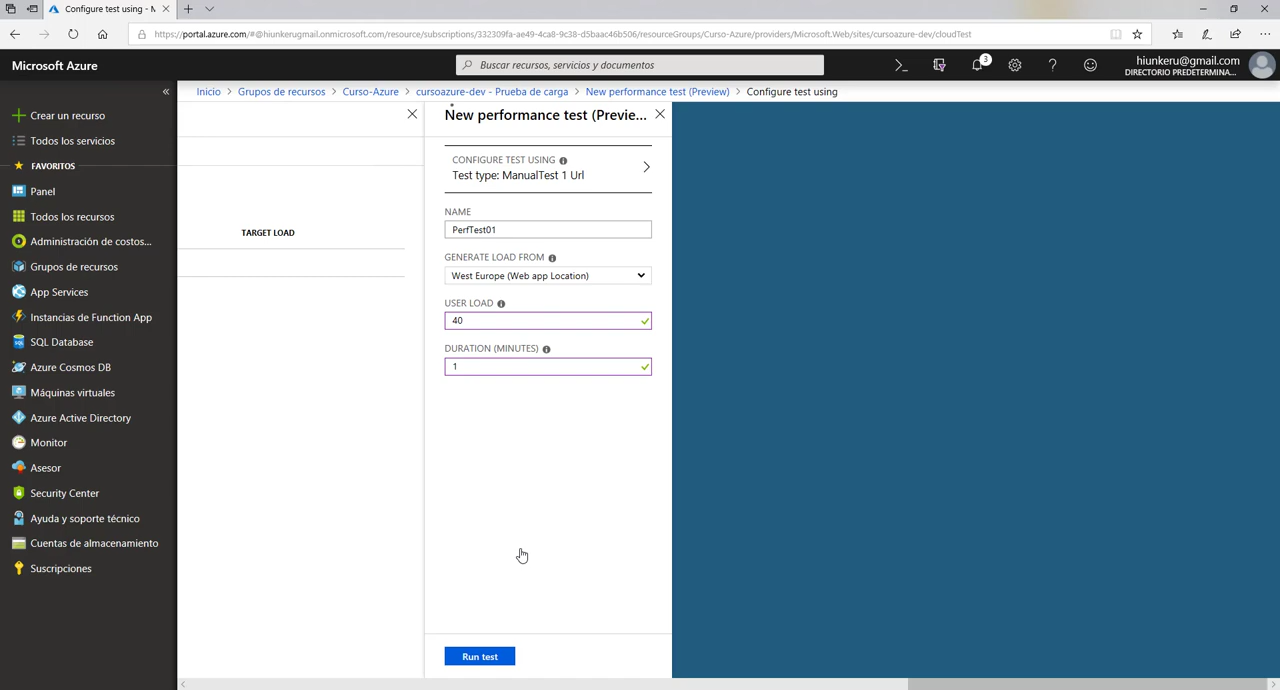 Configure test using - M
https://portal.azure.com/#@hiunkerugmail.onmicrosoft.com/resource/subscriptions/332309fa-ae49-4ca8-9c38-d5baac46b506/resourceGroups/Curso-Azure/providers/Microsoft.Web/sites/cursoazure-dev/cloudTest
Microsoft Azure
Buscar recursos, servicios y documentos
3
hiunkeru@gmail.com
DIRECTORIO PREDETERMINA...
Inicio > Grupos de recursos > Curso-Azure > cursoazure-dev - Prueba de carga > New performance test (Preview) > Configure test using
Crear un recurso
Todos los servicios
FAVORITOS
Panel
Todos los recursos
Administración de costos...
Grupos de recursos
App Services
Instancias de Function App
SQL Database
Azure Cosmos DB
Máquinas virtuales
Azure Active Directory
Monitor
Asesor
Security Center
Ayuda y soporte técnico
Cuentas de almacenamiento
Suscripciones
TARGET LOAD
New performance test (Previe...
CONFIGURE TEST USING
Test type: ManualTest 1 Url
NAME
PerfTest01
GENERATE LOAD FROM
West Europe (Web app Location)
USER LOAD
40
DURATION (MINUTES)
1
Run test